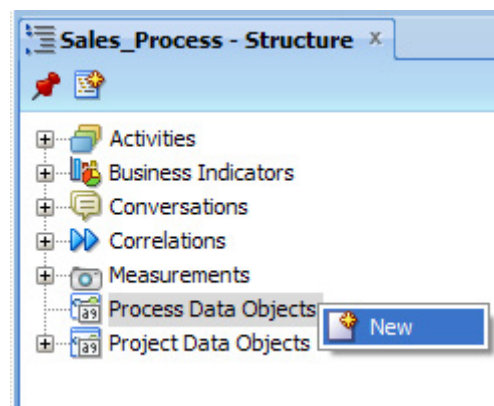 Sales_Process - Structure x
Activities
Business Indicators
Conversations
Correlations
Measurements
Process Data Objects
New
Project Data Objects